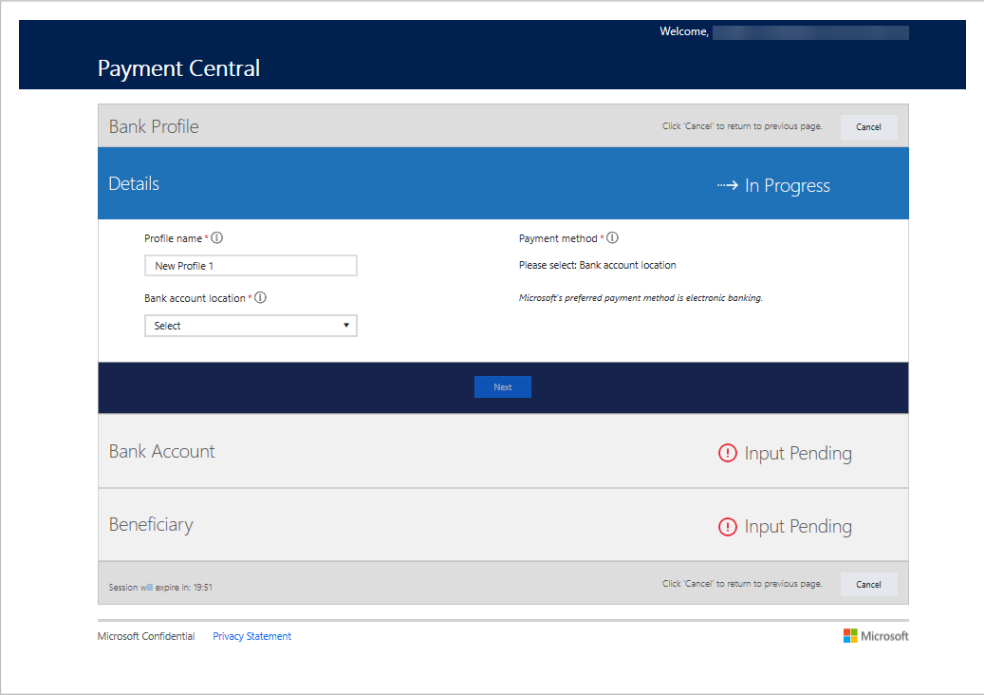 Welcome,
Payment Central
Bank Profile
Click 'Cancel' to return to previous page.
Cancel
Details
In Progress
Profile name * ⓘ
Payment method * ⓘ
New Profile 1
Please select: Bank account location
Bank account location * ⓘ
Microsoft's preferred payment method is electronic banking.
Select
Next
Bank Account
Input Pending
Beneficiary
Input Pending
Session will expire in: 19:51
Click 'Cancel' to return to previous page.
Cancel
Microsoft Confidential
Privacy Statement
Microsoft